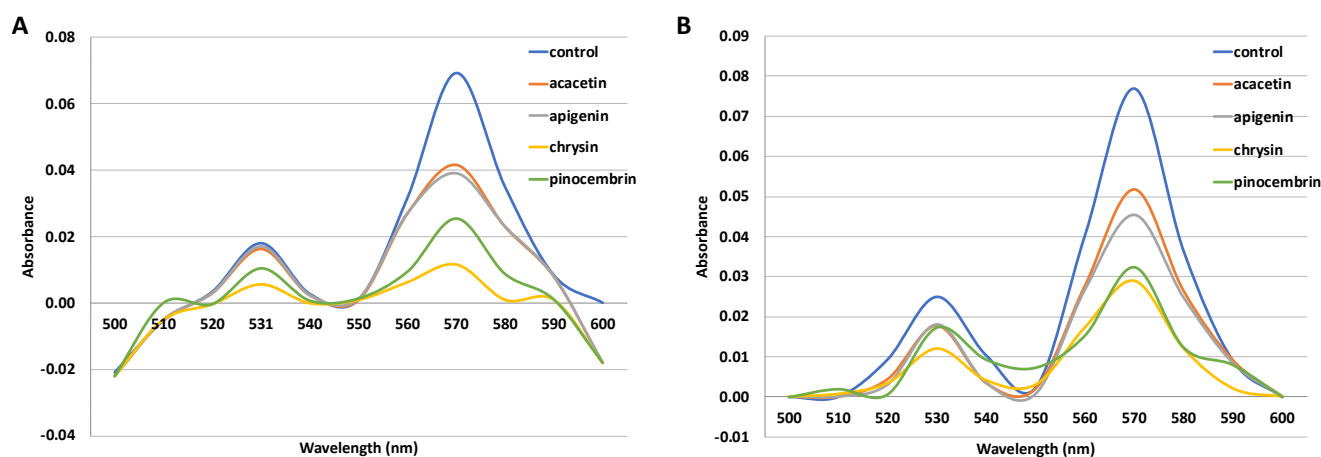 A
0.08
0.06
0.04
0.02
0.00
-0.02
-0.04
Absorbance
500 510 520 531 540 550 560 570 580 590 600
Wavelength (nm)
control
acacetin
apigenin
chrysin
pinocembrin
B
0.09
0.08
0.07
0.06
0.05
0.04
0.03
0.02
0.01
0.00
-0.01
Absorbance
500 510 520 530 540 550 560 570 580 590 600
Wavelength (nm)
control
acacetin
apigenin
chrysin
pinocembrin